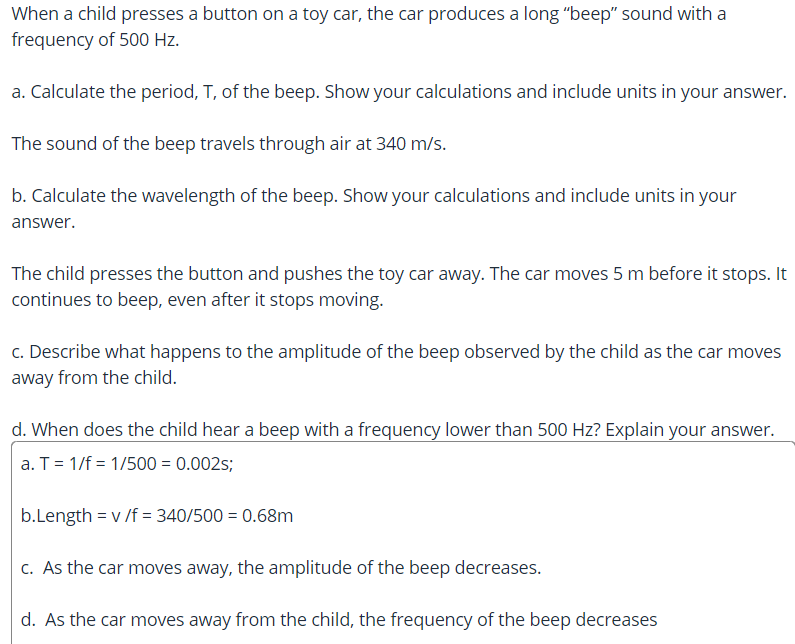 When a child presses a button on a toy car, the car produces a long “beep” sound with a
frequency of 500 Hz.
a. Calculate the period, T, of the beep. Show your calculations and include units in your answer.
The sound of the beep travels through air at 340 m/s.
b. Calculate the wavelength of the beep. Show your calculations and include units in your
answer.
The child presses the button and pushes the toy car away. The car moves 5 m before it stops. It
continues to beep, even after it stops moving.
c. Describe what happens to the amplitude of the beep observed by the child as the car moves
away from the child.
d. When does the child hear a beep with a frequency lower than 500 Hz? Explain your answer.
a. T = 1/f = 1/500 = 0.002s;
b.Length = v /f = 340/500 = 0.68m
c. As the car moves away, the amplitude of the beep decreases.
d. As the car moves away from the child, the frequency of the beep decreases